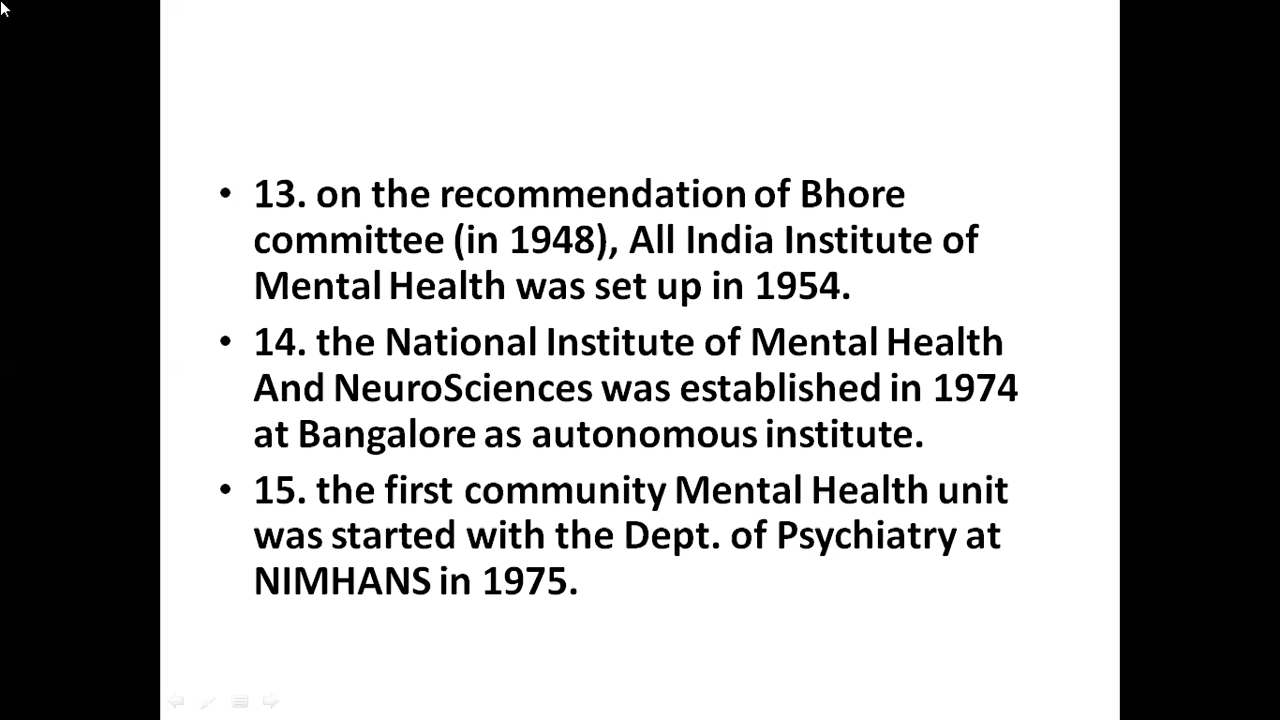 • 13. on the recommendation of Bhore
committee (in 1948), All India Institute of
Mental Health was set up in 1954.
• 14. the National Institute of Mental Health
And NeuroSciences was established in 1974
at Bangalore as autonomous institute.
• 15. the first community Mental Health unit
was started with the Dept. of Psychiatry at
NIMHANS in 1975.